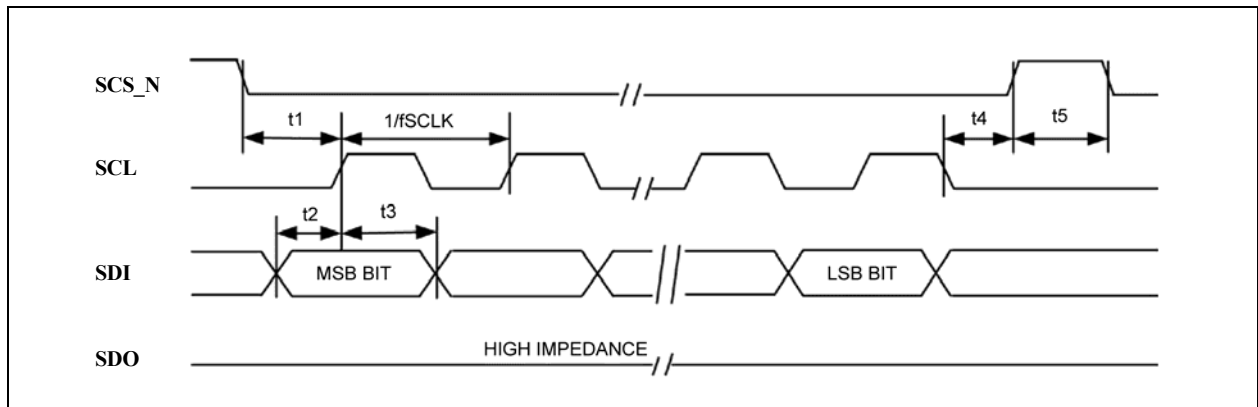 SCS_N
t1
1/fSCLK
t4
t5
SCL
t2
t3
SDI
MSB BIT
LSB BIT
SDO
HIGH IMPEDANCE